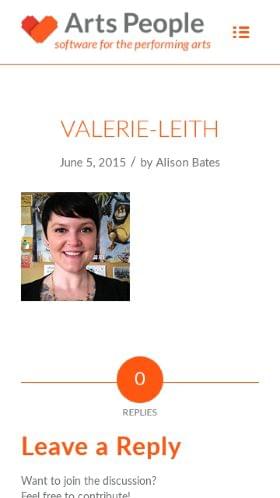 Arts People
software for the performing arts
VALERIE-LEITH
June 5, 2015 / by Alison Bates
0
REPLIES
Leave a Reply
Want to join the discussion?
Feel free to contribute!